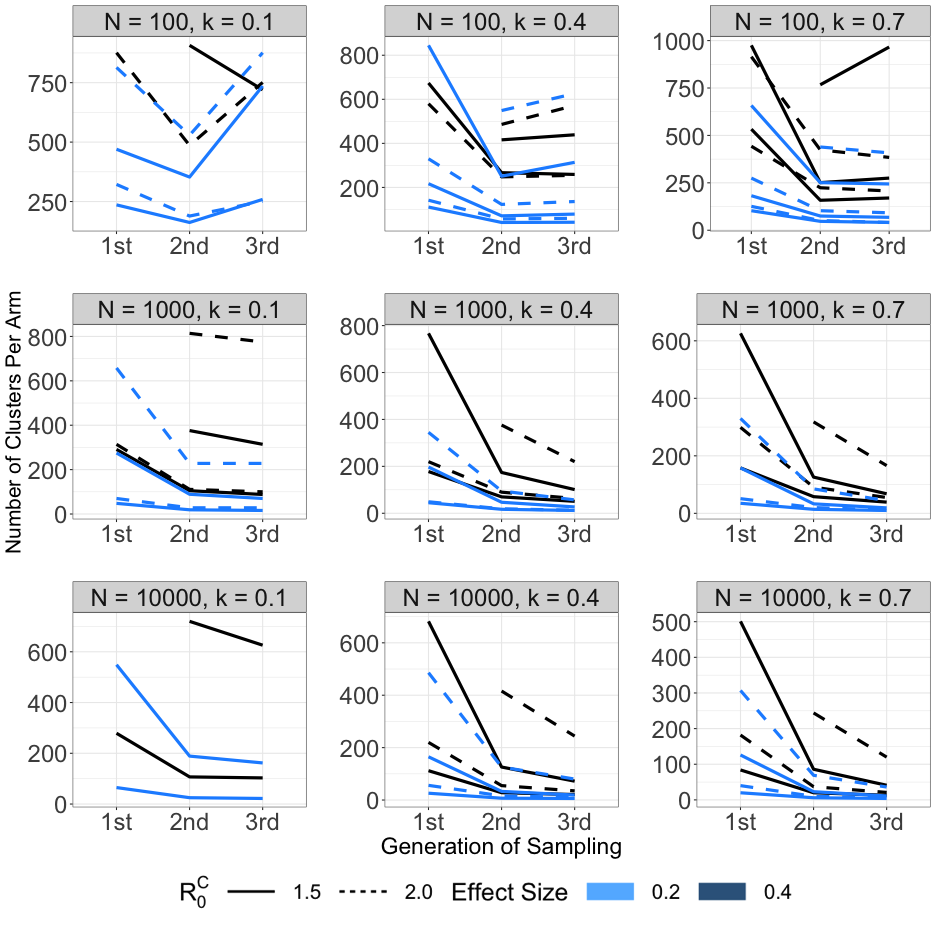 N = 100, k = 0.1
N = 100, k = 0.4
N = 100, k = 0.7
750
500
250
1st 2nd 3rd
800
600
400
200
1st 2nd 3rd
1000
750
500
250
0
1st 2nd 3rd
Number of Clusters Per Arm
N = 1000, k = 0.1
N = 1000, k = 0.4
N = 1000, k = 0.7
800
600
400
200
0
1st 2nd 3rd
800
600
400
200
0
1st 2nd 3rd
600
400
200
0
1st 2nd 3rd
N = 10000, k = 0.1
N = 10000, k = 0.4
N = 10000, k = 0.7
600
400
200
0
1st 2nd 3rd
600
400
200
0
1st 2nd 3rd
500
400
300
200
100
0
1st 2nd 3rd
Generation of Sampling
R₀ᶜ 1.5 2.0 Effect Size 0.2 0.4